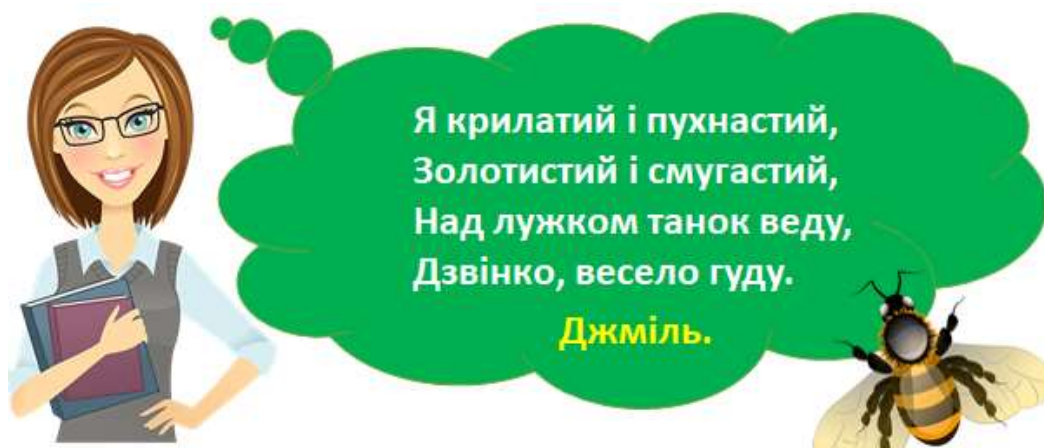 Я крилатий і пухнастий,
Золотистий і смугастий,
Над лужком танок веду,
Дзвінко, весело гуду.
Джміль.